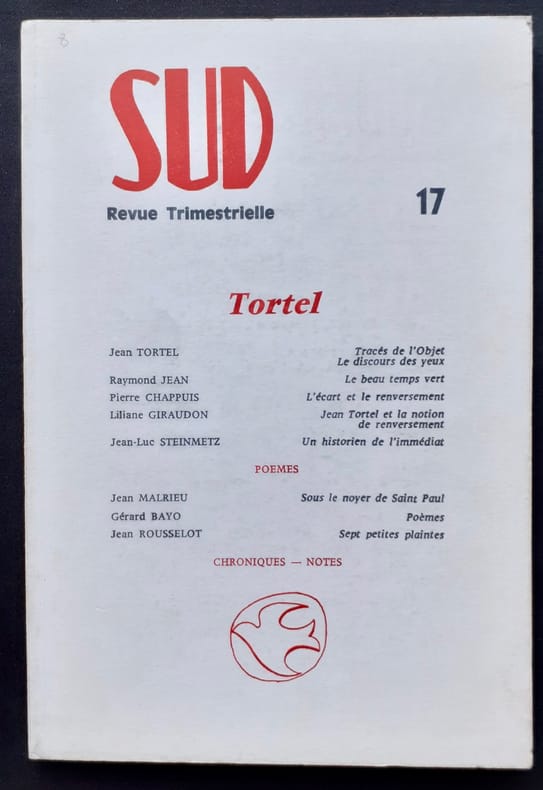 8
SUD
Revue Trimestrielle 17
Tortel
Jean TORTEL Tracés de l'Objet
Le discours des yeux
Raymond JEAN Le beau temps vert
Pierre CHAPPUIS L'écart et le renversement
Liliane GIRAUDON Jean Tortel et la notion
de renversement
Jean-Luc STEINMETZ Un historien de l'immédiat
POEMES
Jean MALRIEU Sous le noyer de Saint Paul
Gérard BAYO Poèmes
Jean ROUSSELOT Sept petites plaintes
CHRONIQUES — NOTES